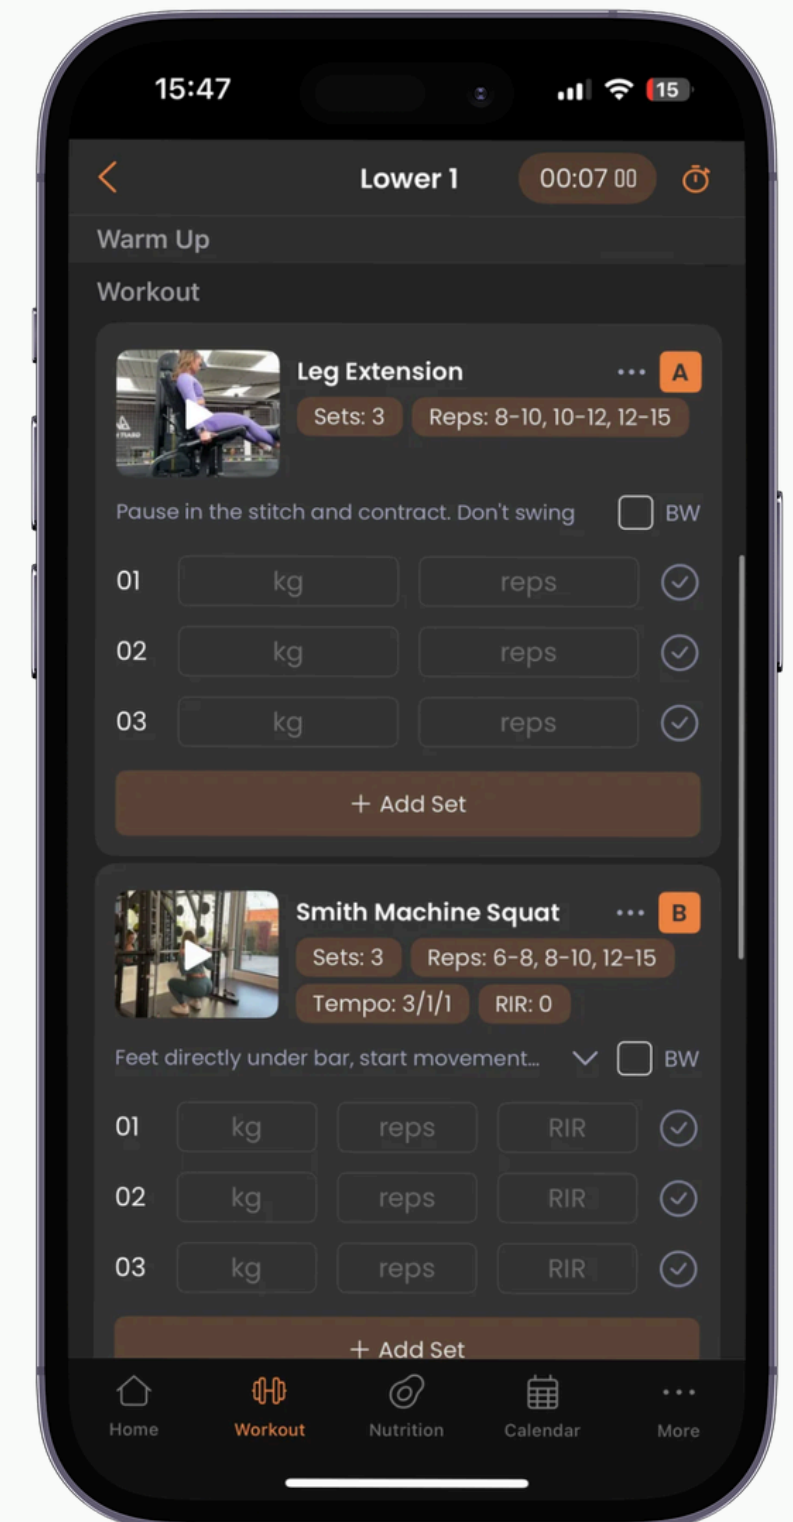 15:47
15
Lower 1
00:07 00
Warm Up
Workout
Leg Extension
A
Sets: 3
Reps: 8-10, 10-12, 12-15
Pause in the stitch and contract. Don't swing
BW
01 kg reps
02 kg reps
03 kg reps
+ Add Set
Smith Machine Squat
B
Sets: 3
Reps: 6-8, 8-10, 12-15
Tempo: 3/1/1
RIR: 0
Feet directly under bar, start movement...
BW
01 kg reps RIR
02 kg reps RIR
03 kg reps RIR
+ Add Set
Home Workout Nutrition Calendar More